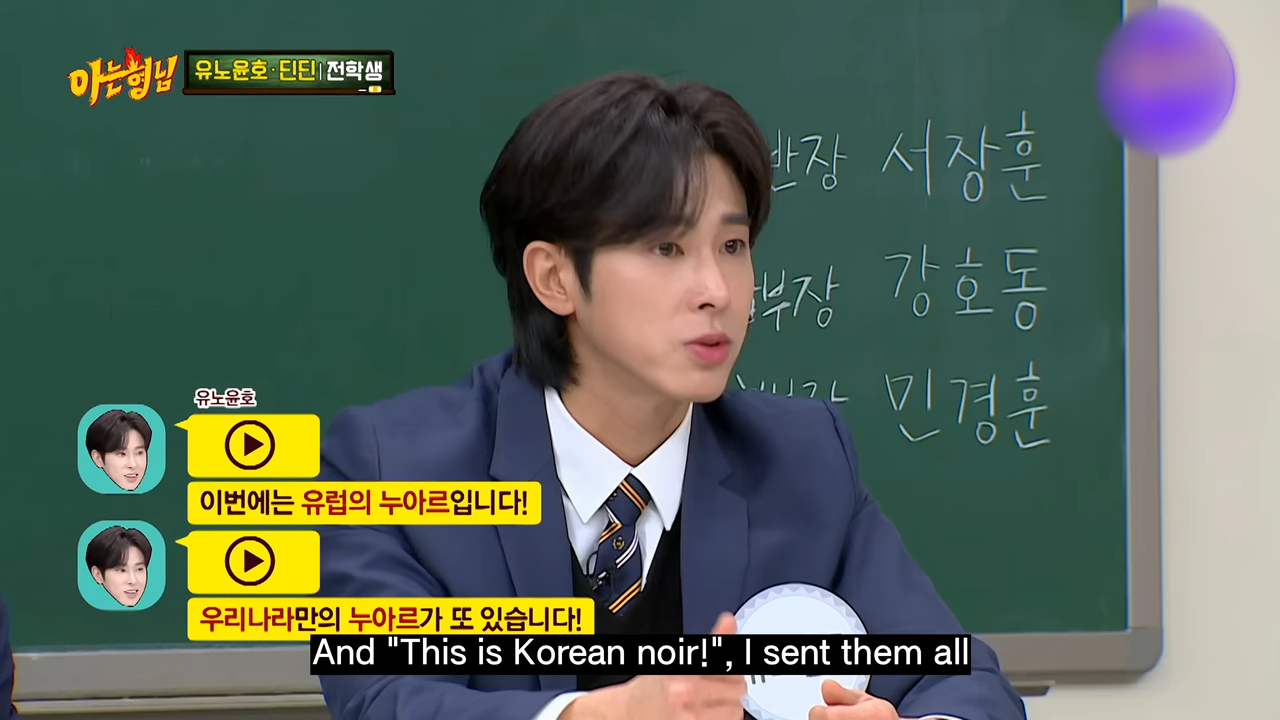 아는형님
유노윤호·딘딘 | 전학생
반장 서장훈
부장 강호동
민경훈
유노윤호
이번에는 유럽의 누아르입니다!
우리나라만의 누아르가 또 있습니다!
And "This is Korean noir!", I sent them all